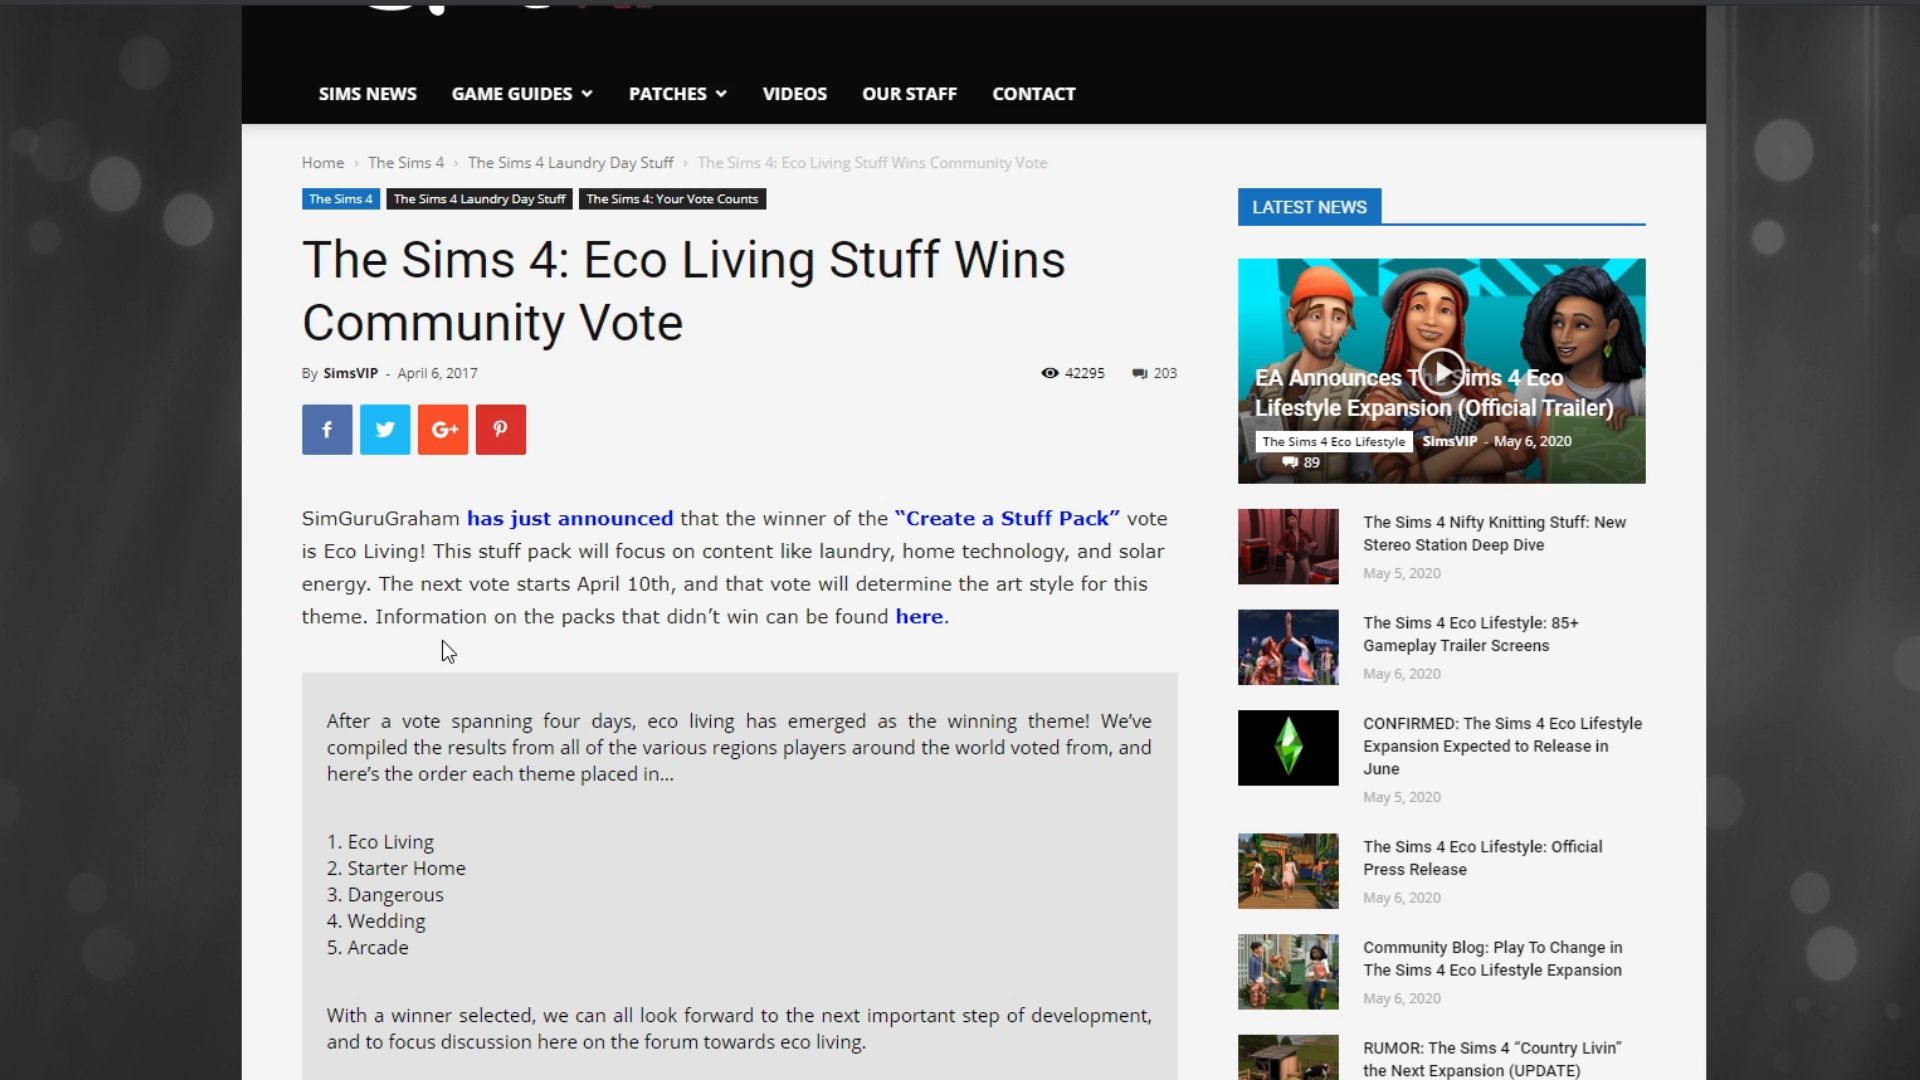 SIMS NEWS GAME GUIDES PATCHES VIDEOS OUR STAFF CONTACT
Home › The Sims 4 › The Sims 4 Laundry Day Stuff › The Sims 4: Eco Living Stuff Wins Community Vote
The Sims 4 The Sims 4 Laundry Day Stuff The Sims 4: Your Vote Counts
The Sims 4: Eco Living Stuff Wins
Community Vote
By SimsVIP - April 6, 2017 42295 203
f G+
SimGuruGraham has just announced that the winner of the “Create a Stuff Pack” vote
is Eco Living! This stuff pack will focus on content like laundry, home technology, and solar
energy. The next vote starts April 10th, and that vote will determine the art style for this
theme. Information on the packs that didn’t win can be found here.
After a vote spanning four days, eco living has emerged as the winning theme! We’ve
compiled the results from all of the various regions players around the world voted from, and
here’s the order each theme placed in...
1. Eco Living
2. Starter Home
3. Dangerous
4. Wedding
5. Arcade
With a winner selected, we can all look forward to the next important step of development,
and to focus discussion here on the forum towards eco living.
LATEST NEWS
EA Announces The Sims 4 Eco
Lifestyle Expansion (Official Trailer)
The Sims 4 Eco Lifestyle SimsVIP - May 6, 2020
89
The Sims 4 Nifty Knitting Stuff: New
Stereo Station Deep Dive
May 5, 2020
The Sims 4 Eco Lifestyle: 85+
Gameplay Trailer Screens
May 6, 2020
CONFIRMED: The Sims 4 Eco Lifestyle
Expansion Expected to Release in
June
May 5, 2020
The Sims 4 Eco Lifestyle: Official
Press Release
May 6, 2020
Community Blog: Play To Change in
The Sims 4 Eco Lifestyle Expansion
May 6, 2020
RUMOR: The Sims 4 “Country Livin”
the Next Expansion (UPDATE)